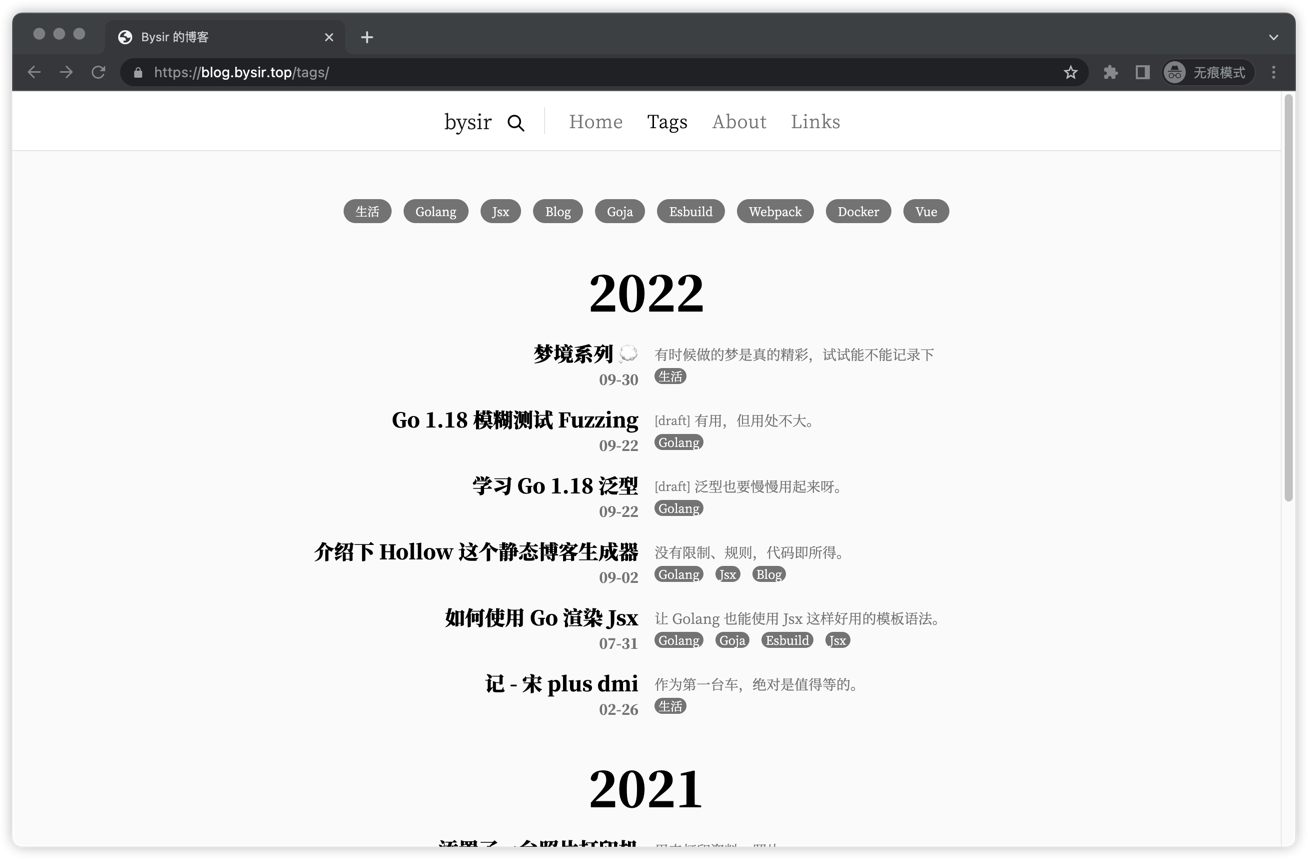 Bysir 的博客
https://blog.bysir.top/tags/
无痕模式
bysir Home Tags About Links
生活 Golang Jsx Blog Goja Esbuild Webpack Docker Vue
2022
梦境系列 💭 有时候做的梦是真的精彩，试试能不能记录下
09-30 生活
Go 1.18 模糊测试 Fuzzing [draft] 有用，但用处不大。
09-22 Golang
学习 Go 1.18 泛型 [draft] 泛型也要慢慢用起来呀。
09-22 Golang
介绍下 Hollow 这个静态博客生成器 没有限制、规则，代码即所得。
09-02 Golang Jsx Blog
如何使用 Go 渲染 Jsx 让 Golang 也能使用 Jsx 这样好用的模板语法。
07-31 Golang Goja Esbuild Jsx
记 - 宋 plus dmi 作为第一台车，绝对是值得等的。
02-26 生活
2021